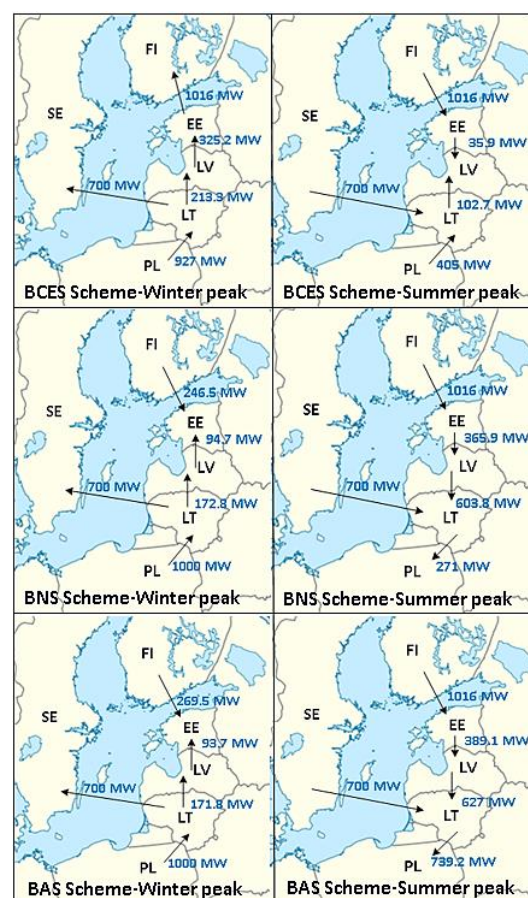 FI
1016 MW
SE
EE
325.2 MW
LV
213.3 MW
700 MW
LT
PL
927 MW
BCES Scheme-Winter peak
FI
1016 MW
SE
EE
35.9 MW
LV
700 MW
102.7 MW
LT
PL
405 MW
BCES Scheme-Summer peak
FI
246.5 MW
SE
EE
94.7 MW
LV
700 MW
172.8 MW
LT
PL
1000 MW
BNS Scheme-Winter peak
FI
1016 MW
SE
EE
365.9 MW
LV
700 MW
603.8 MW
LT
PL
271 MW
BNS Scheme-Summer peak
FI
269.5 MW
SE
EE
93.7 MW
LV
700 MW
171.8 MW
LT
PL
1000 MW
BAS Scheme-Winter peak
FI
1016 MW
SE
EE
389.1 MW
LV
700 MW
627 MW
LT
PL
739.2 MW
BAS Scheme-Summer peak